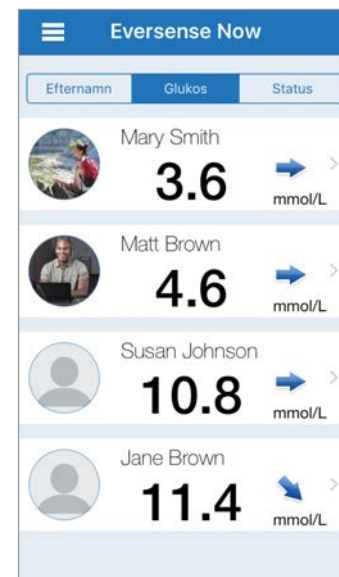 Eversense Now
Efternamn Glukos Status
Mary Smith
3.6
mmol/L
Matt Brown
4.6
mmol/L
Susan Johnson
10.8
mmol/L
Jane Brown
11.4
mmol/L